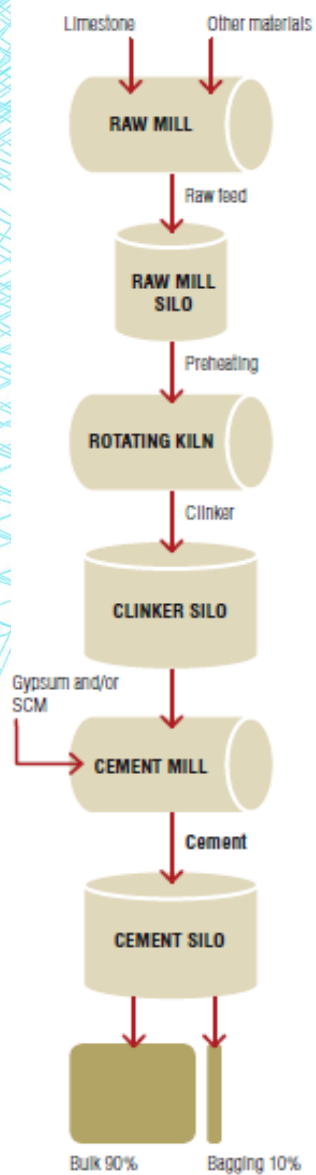 Limestone
Other materials
RAW MILL
Raw feed
RAW MILL
SILO
Preheating
ROTATING KILN
Clinker
CLINKER SILO
Gypsum and/or
SCM
CEMENT MILL
Cement
CEMENT SILO
Bulk 90%
Bagging 10%